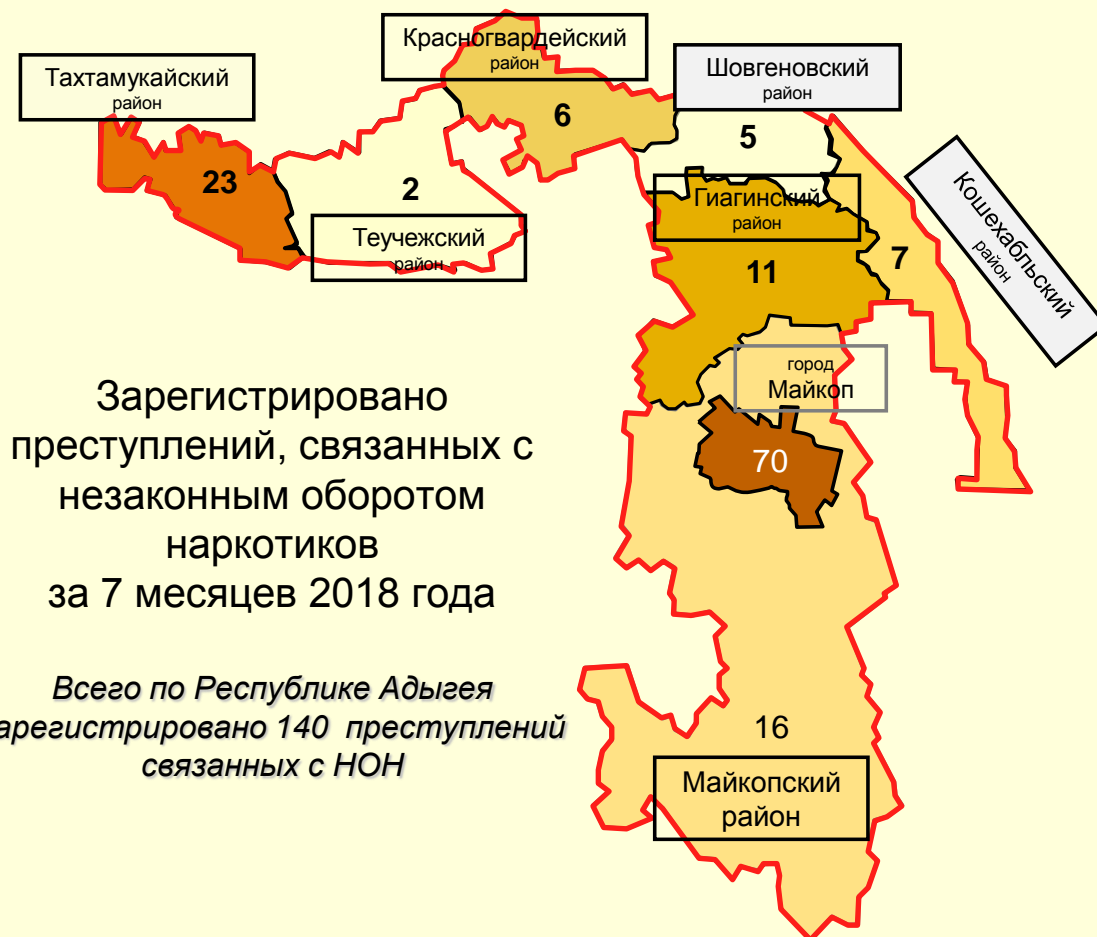 Красногвардейский
район
Тахтамукайский
район
Шовгеновский
район
6
5
23
2
Кошехабльский
район
Гиагинский
район
Теучежский
район
7
11
город
Майкоп
70
Зарегистрировано
преступлений, связанных с
незаконным оборотом
наркотиков
за 7 месяцев 2018 года
Всего по Республике Адыгея
арегистрировано 140 преступлений
связанных с НОН
16
Майкопский
район